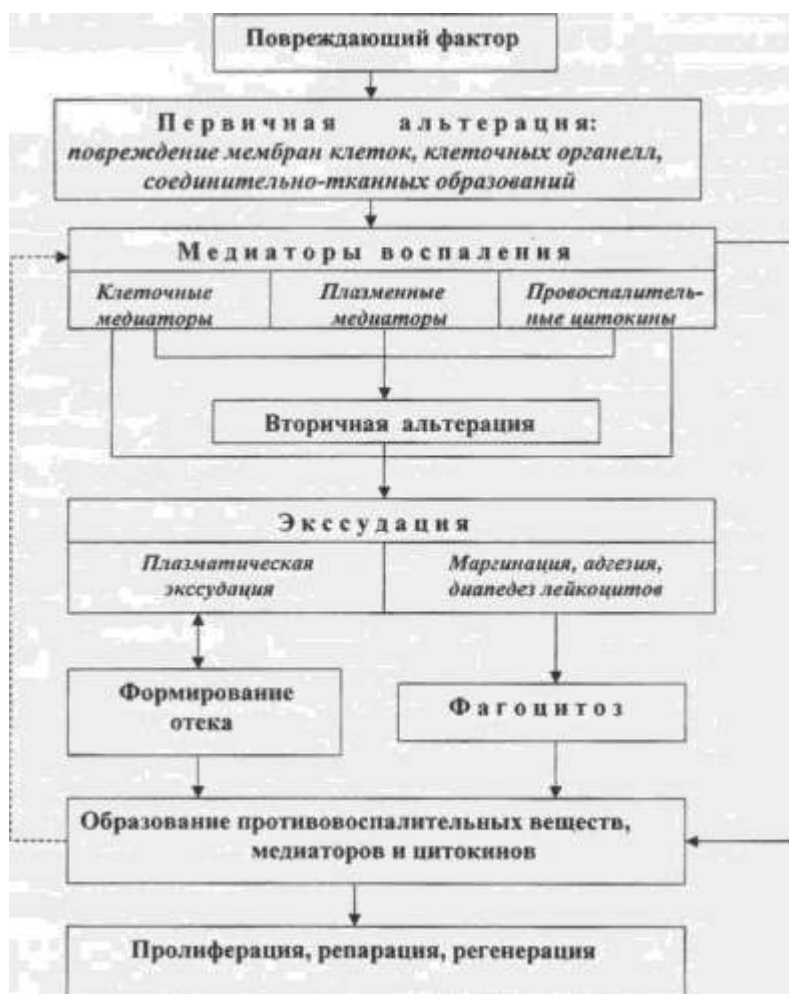 Повреждающий фактор
Первичная альтерация:
повреждение мембран клеток, клеточных органелл,
соединительно-тканных образований
Медиаторы воспаления
Клеточные
медиаторы
Плазменные
медиаторы
Провоспалитель-
ные цитокины
Вторичная альтерация
Экссудация
Плазматическая
экссудация
Маргинация, адгезия,
диапедез лейкоцитов
Формирование
отека
Фагоцитоз
Образование противовоспалительных веществ,
медиаторов и цитокинов
Пролиферация, репарация, регенерация